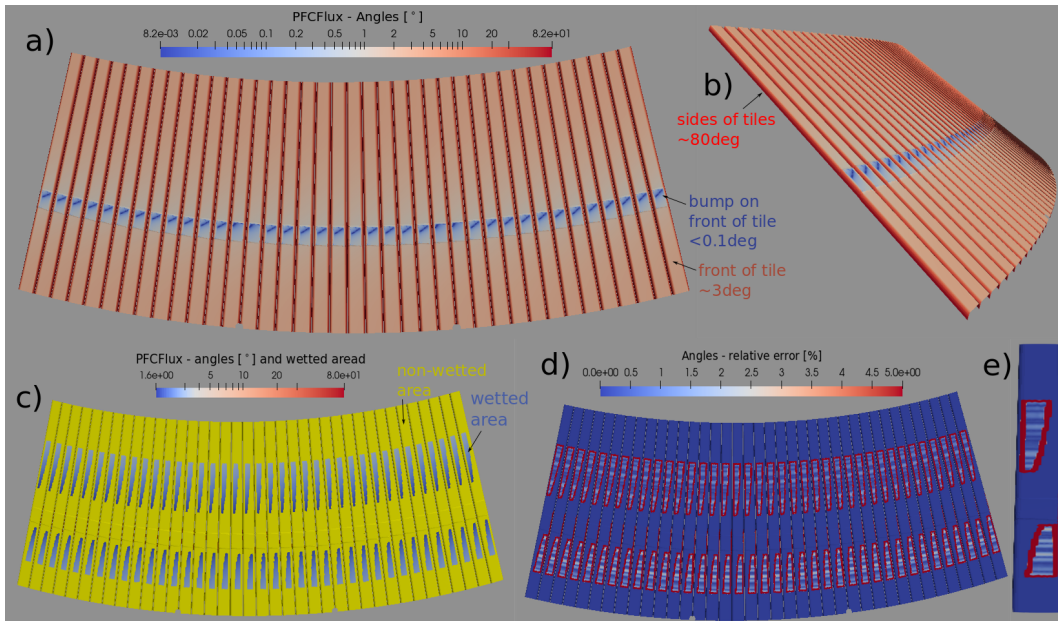 a)
PFCFlux - Angles [°]
8.2e-03 0.02 0.05 0.1 0.2 0.5 1 2 5 10 20 8.2e+01
b)
sides of tiles
~80deg
bump on
front of tile
<0.1deg
front of tile
~3deg
c)
PFCFlux - angles [°] and wetted aread
1.6e+00 5 10 20 8.0e+01
non-wetted
area
wetted
area
d)
Angles - relative error [%]
0.0e+00 0.5 1.0 1.5 2.0 2.5 3.0 3.5 4.0 4.5 5.0e+00
e)